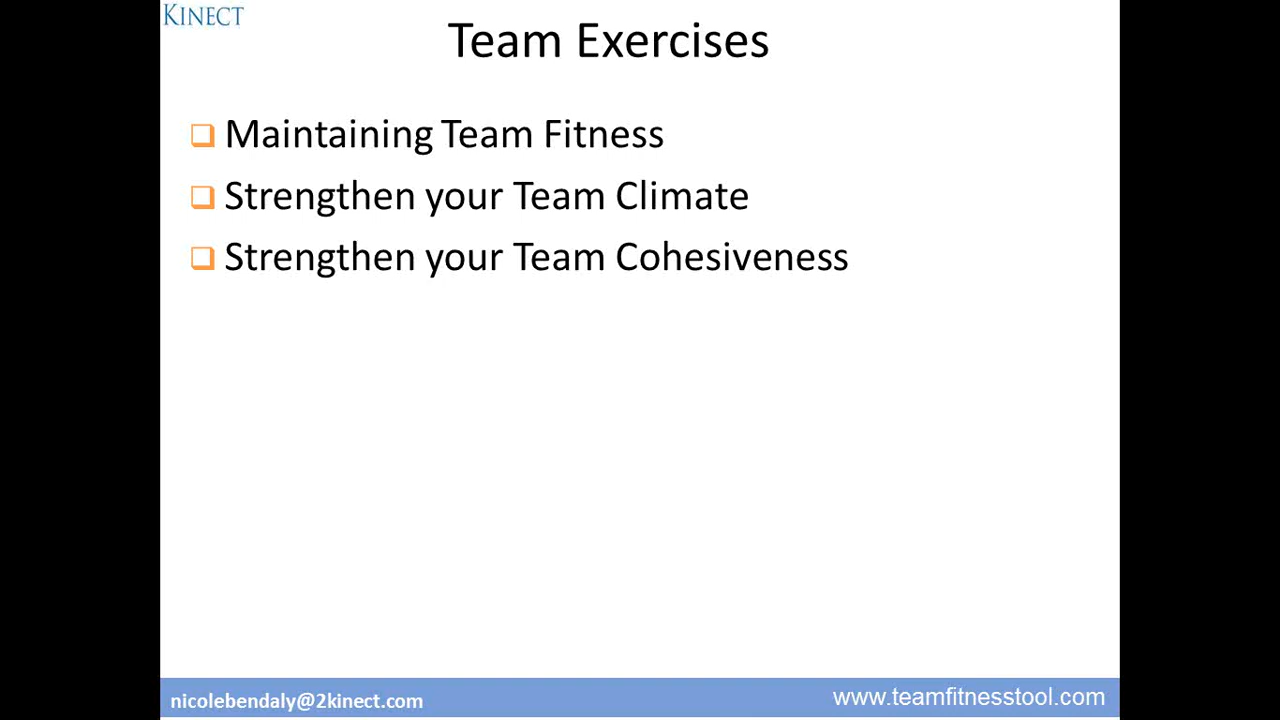 KINECT
Team Exercises
Maintaining Team Fitness
Strengthen your Team Climate
Strengthen your Team Cohesiveness
nicolebendaly@2kinect.com
www.teamfitnesstool.com